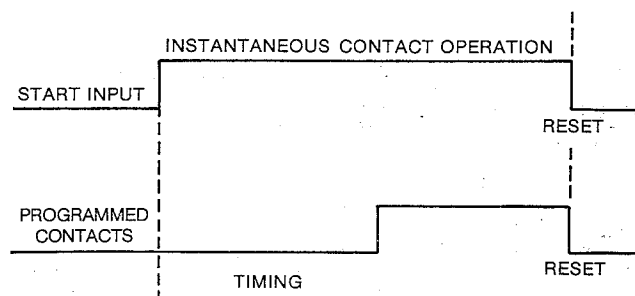 INSTANTANEOUS CONTACT OPERATION
START INPUT
RESET
PROGRAMMED
CONTACTS
RESET
TIMING